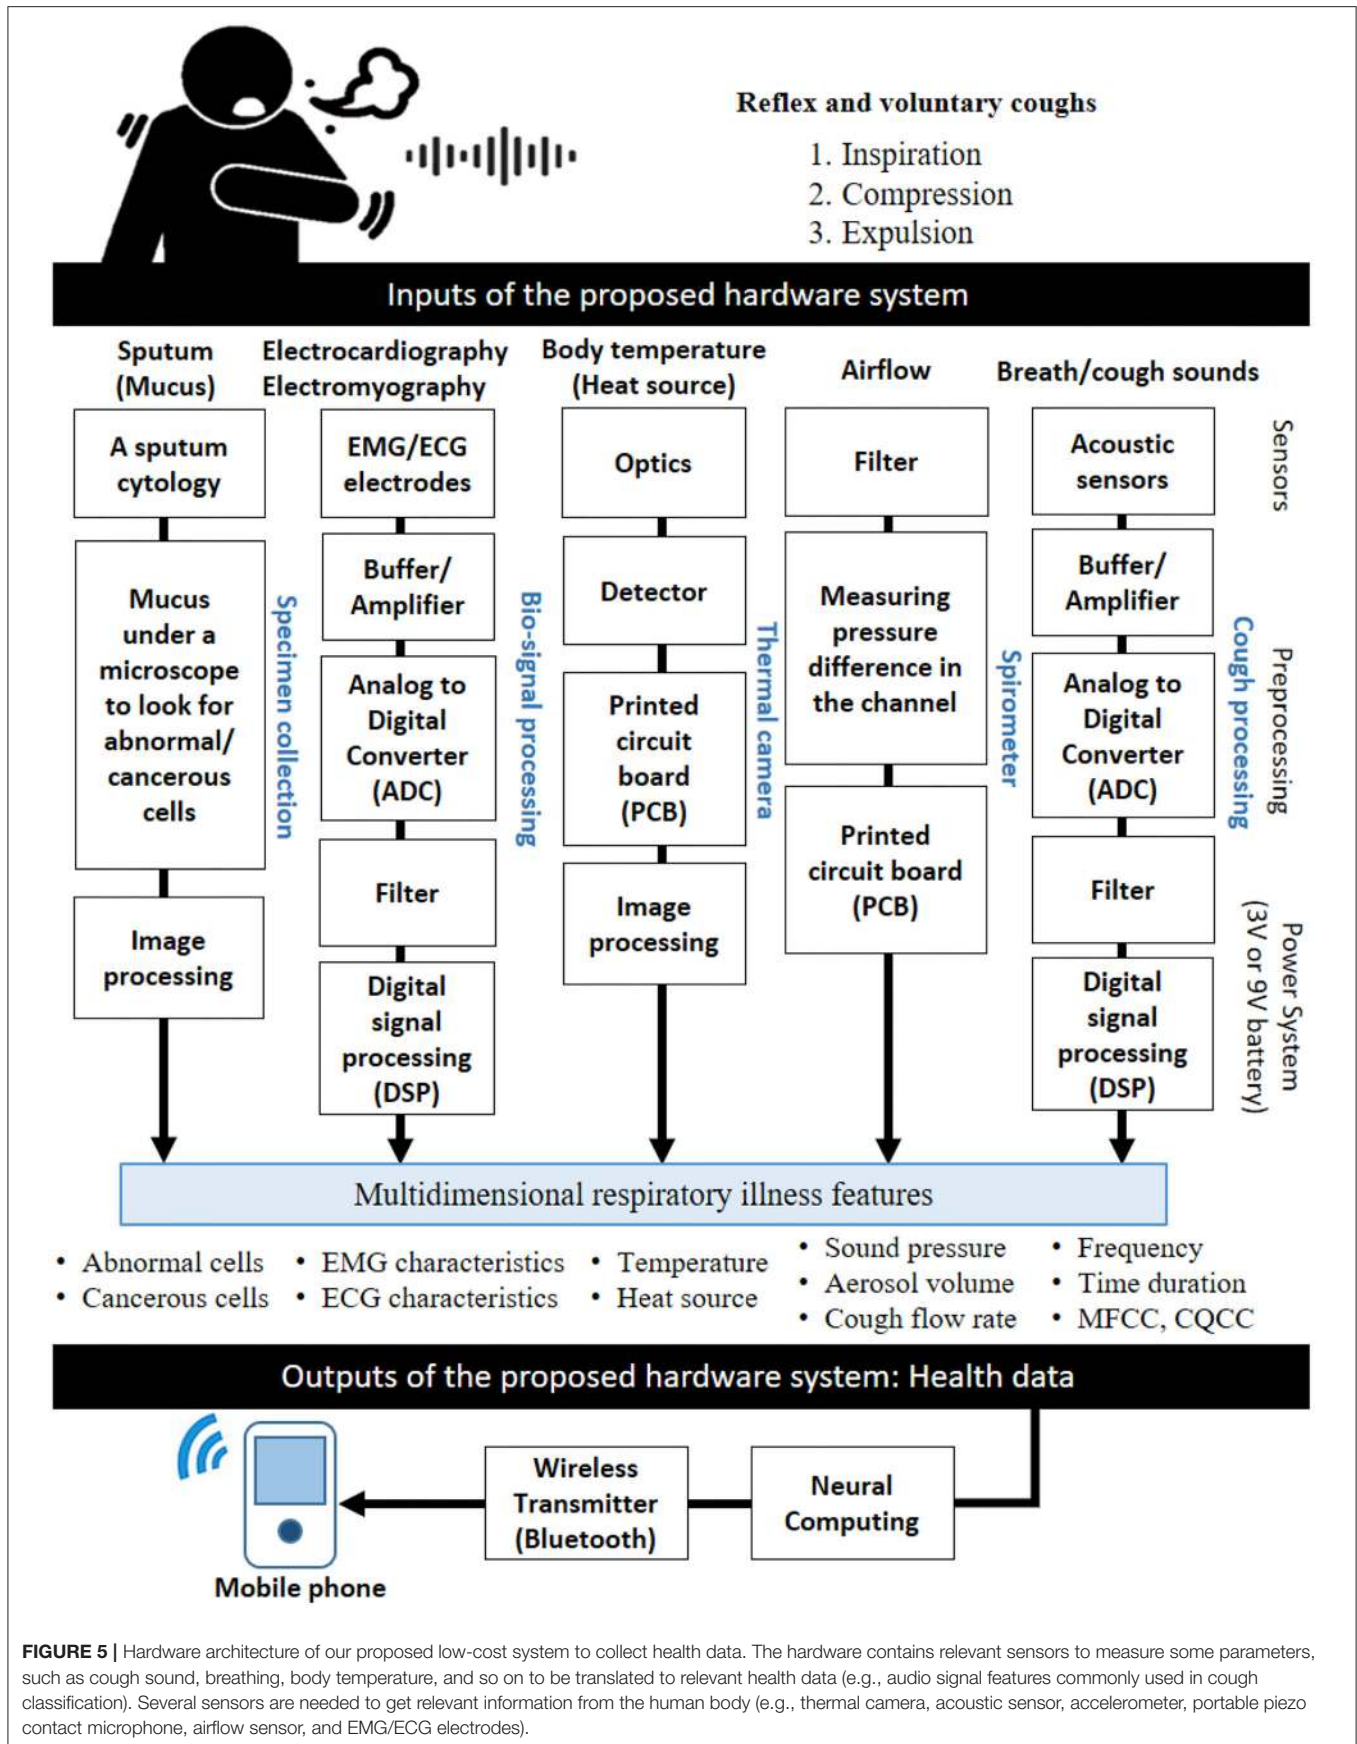 Reflex and voluntary coughs
1. Inspiration
2. Compression
3. Expulsion
Inputs of the proposed hardware system
Sputum
(Mucus)
A sputum
cytology
Mucus
under a
microscope
to look for
abnormal/
cancerous
cells
Image
processing
Specimen collection
Electrocardiography
Electromyography
EMG/ECG
electrodes
Buffer/
Amplifier
Analog to
Digital
Converter
(ADC)
Filter
Digital
signal
processing
(DSP)
Bio-signal processing
Body temperature
(Heat source)
Optics
Detector
Printed
circuit
board
(PCB)
Image
processing
Thermal camera
Airflow
Filter
Measuring
pressure
difference in
the channel
Printed
circuit board
(PCB)
Spirometer
Breath/cough sounds
Acoustic
sensors
Buffer/
Amplifier
Analog to
Digital
Converter
(ADC)
Filter
Digital
signal
processing
(DSP)
Cough processing
Sensors
Preprocessing
Power System
(3V or 9V battery)
Multidimensional respiratory illness features
• Abnormal cells
• Cancerous cells
• EMG characteristics
• ECG characteristics
• Temperature
• Heat source
• Sound pressure
• Aerosol volume
• Cough flow rate
• Frequency
• Time duration
• MFCC, CQCC
Outputs of the proposed hardware system: Health data
Neural
Computing
Wireless
Transmitter
(Bluetooth)
Mobile phone
FIGURE 5 | Hardware architecture of our proposed low-cost system to collect health data. The hardware contains relevant sensors to measure some parameters,
such as cough sound, breathing, body temperature, and so on to be translated to relevant health data (e.g., audio signal features commonly used in cough
classification). Several sensors are needed to get relevant information from the human body (e.g., thermal camera, acoustic sensor, accelerometer, portable piezo
contact microphone, airflow sensor, and EMG/ECG electrodes).